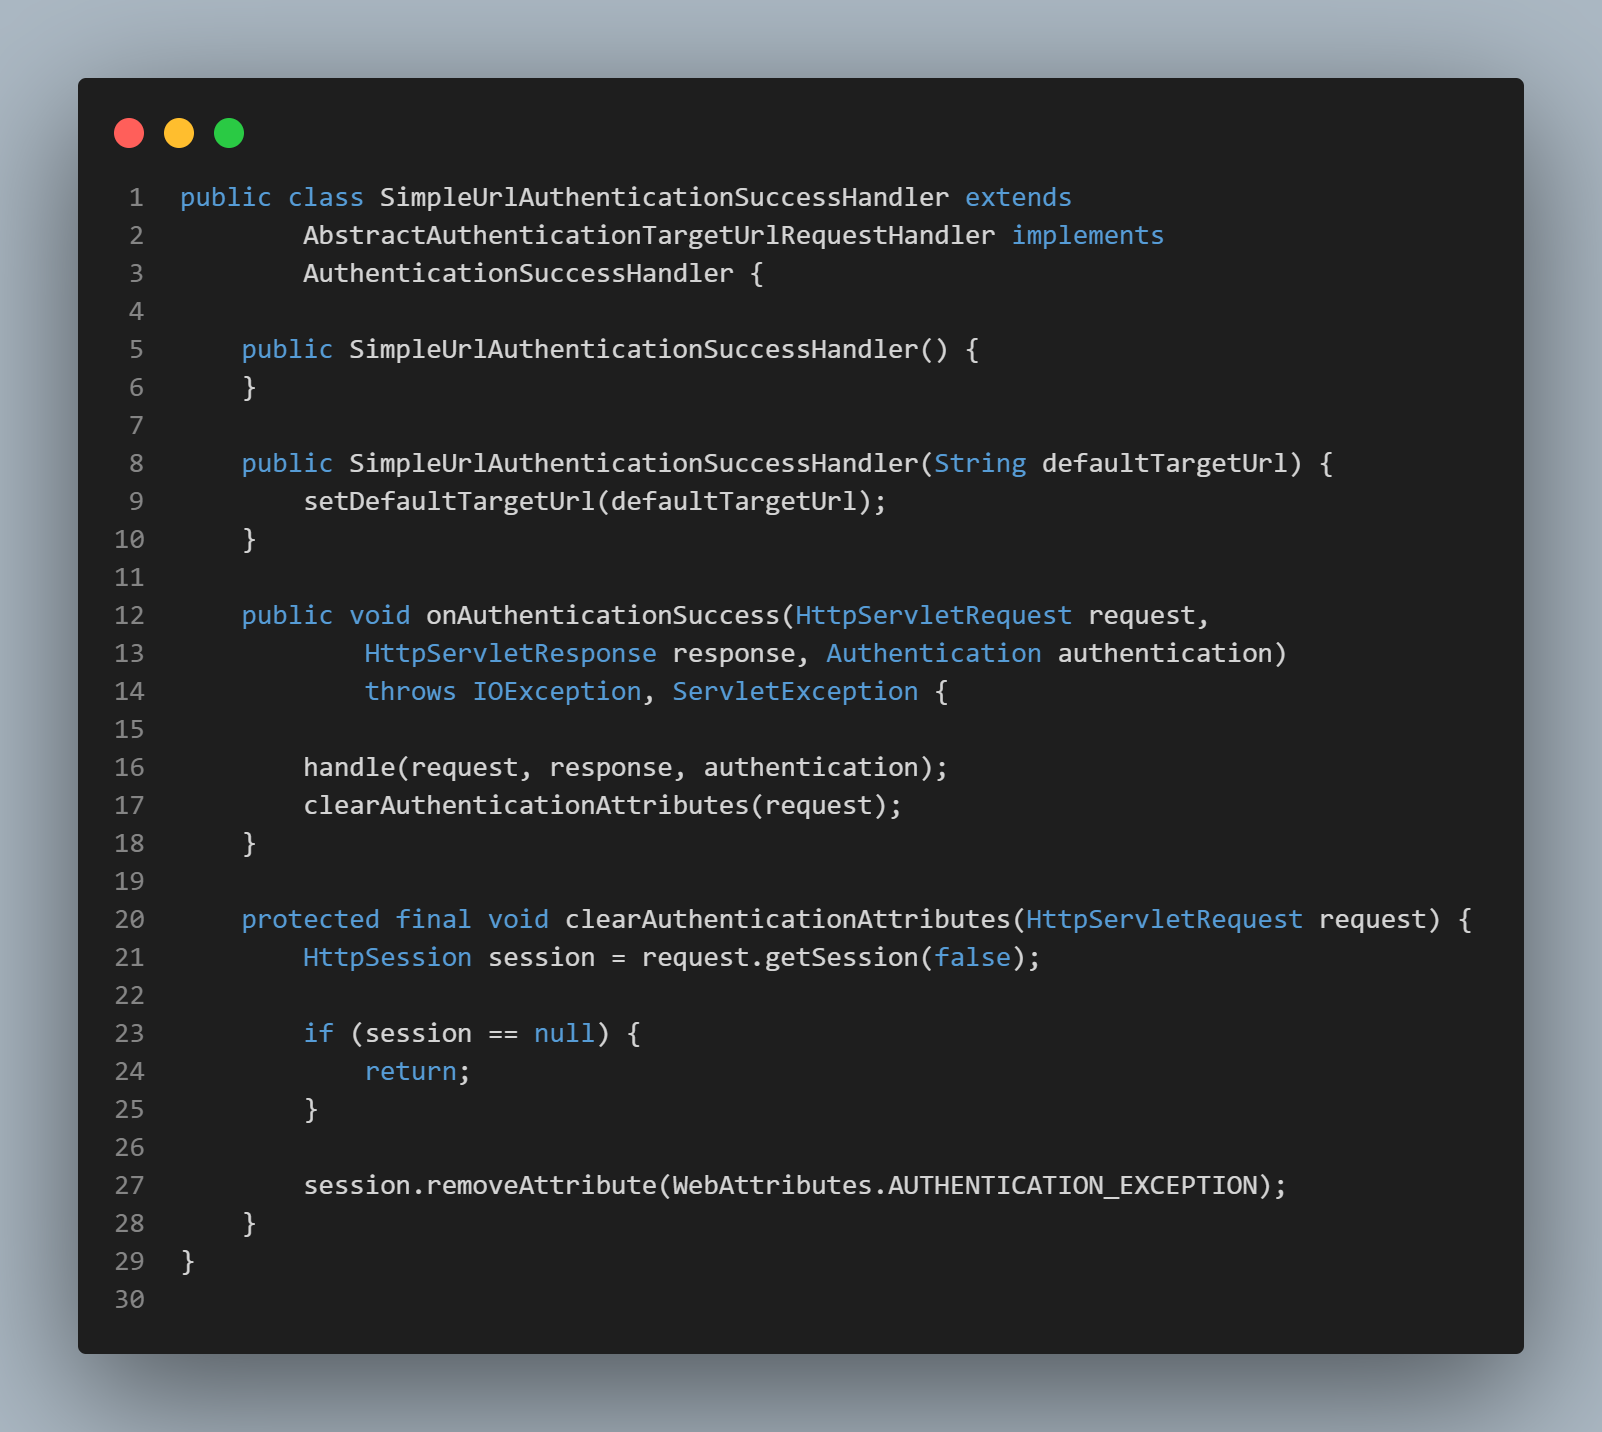 1 public class SimpleUrlAuthenticationSuccessHandler extends
2 AbstractAuthenticationTargetUrlRequestHandler implements
3 AuthenticationSuccessHandler {
4
5 public SimpleUrlAuthenticationSuccessHandler() {
6 }
7
8 public SimpleUrlAuthenticationSuccessHandler(String defaultTargetUrl) {
9 setDefaultTargetUrl(defaultTargetUrl);
10 }
11
12 public void onAuthenticationSuccess(HttpServletRequest request,
13 HttpServletResponse response, Authentication authentication)
14 throws IOException, ServletException {
15
16 handle(request, response, authentication);
17 clearAuthenticationAttributes(request);
18 }
19
20 protected final void clearAuthenticationAttributes(HttpServletRequest request) {
21 HttpSession session = request.getSession(false);
22
23 if (session == null) {
24 return;
25 }
26
27 session.removeAttribute(WebAttributes.AUTHENTICATION_EXCEPTION);
28 }
29 }
30